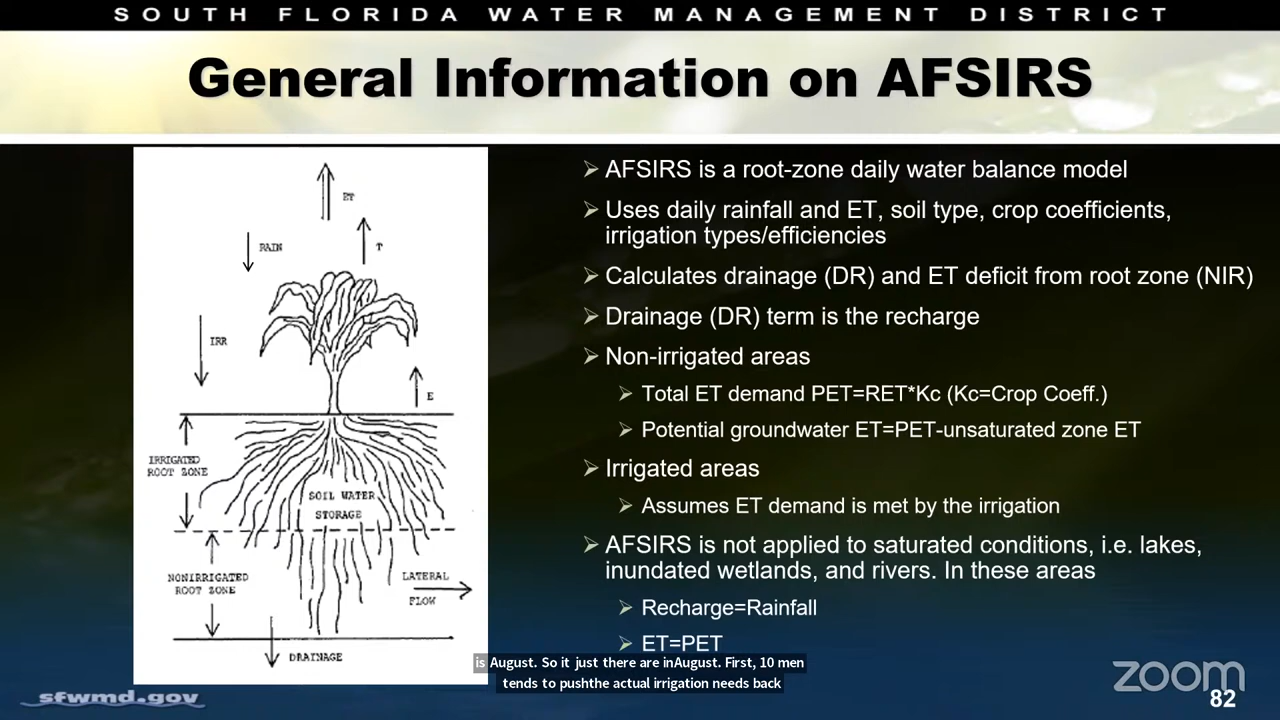 SOUTH FLORIDA WATER MANAGEMENT DISTRICT
General Information on AFSIRS
ET
RAIN
T
IRR
E
IRRIGATED
ROOT ZONE
SOIL WATER
STORAGE
NONIRRIGATED
ROOT ZONE
LATERAL
FLOW
DRAINAGE
AFSIRS is a root-zone daily water balance model
Uses daily rainfall and ET, soil type, crop coefficients,
irrigation types/efficiencies
Calculates drainage (DR) and ET deficit from root zone (NIR)
Drainage (DR) term is the recharge
Non-irrigated areas
Total ET demand PET=RET*Kc (Kc=Crop Coeff.)
Potential groundwater ET=PET-unsaturated zone ET
Irrigated areas
Assumes ET demand is met by the irrigation
AFSIRS is not applied to saturated conditions, i.e. lakes,
inundated wetlands, and rivers. In these areas
Recharge=Rainfall
ET=PET
is August. So it just there are inAugust. First, 10 men
tends to pushthe actual irrigation needs back
sfwmd.gov
zoom
82